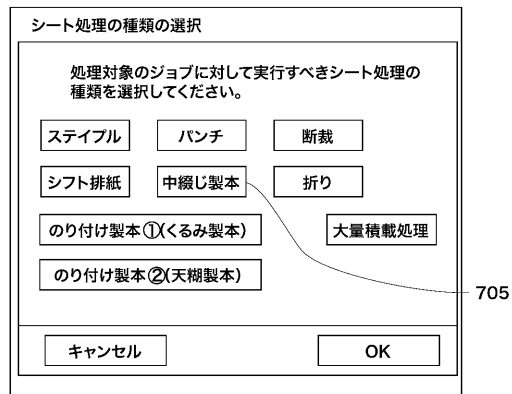 シート処理の種類の選択
処理対象のジョブに対して実行すべきシート処理の
種類を選択してください。
ステイプル パンチ 断裁
シフト排紙 中綴じ製本 折り
のり付け製本①(くるみ製本) 大量積載処理
のり付け製本②(天糊製本)
705
キャンセル OK